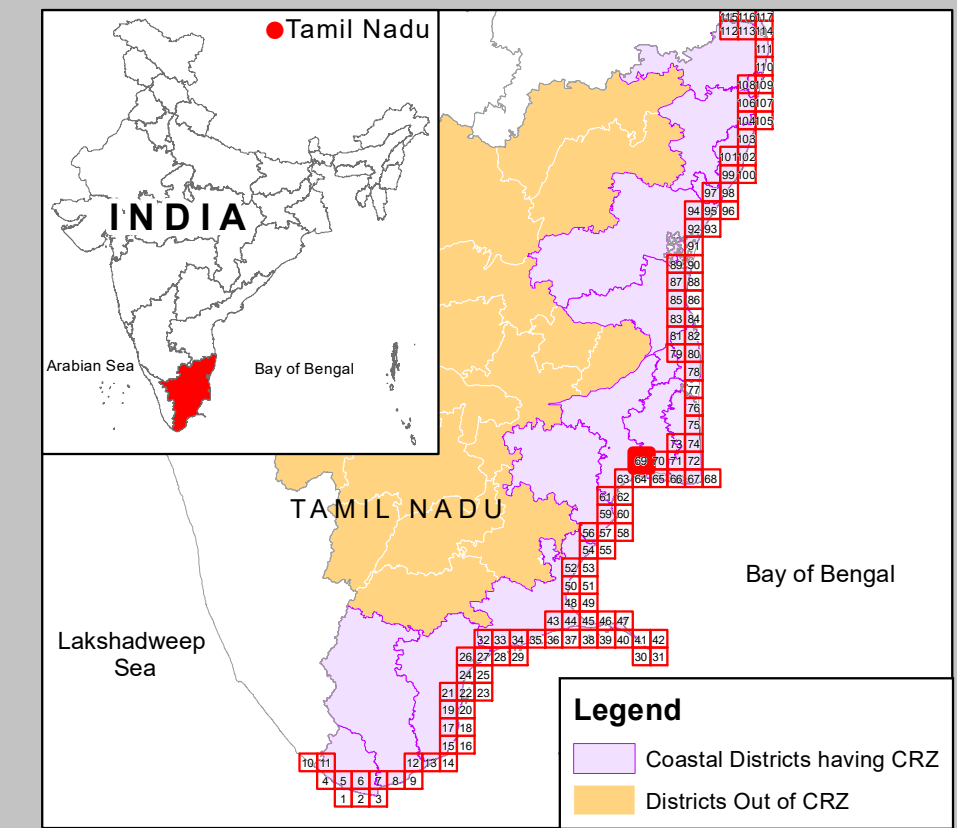 Tamil Nadu
INDIA
Arabian Sea
Bay of Bengal
115 116 117
112 113 114
111
110
108 109
106 107
104 105
103
101 102
99 100
97 98
94 95 96
92 93
91
89 90
87 88
85 86
83 84
81 82
79 80
78
77
76
75
73 74
69 70 71 72
63 64 65 66 67 68
TAMIL NADU
61 62
59 60
56 57 58
54 55
52 53
Bay of Bengal
50 51
48 49
43 44 45 46 47
Lakshadweep
Sea
32 33 34 35 36 37 38 39 40 41 42
26 27 28 29 30 31
24 25
21 22 23
19 20
17 18
15 16
10 11 12 13 14
4 5 6 7 8 9
1 2 3
Legend
Coastal Districts having CRZ
Districts Out of CRZ